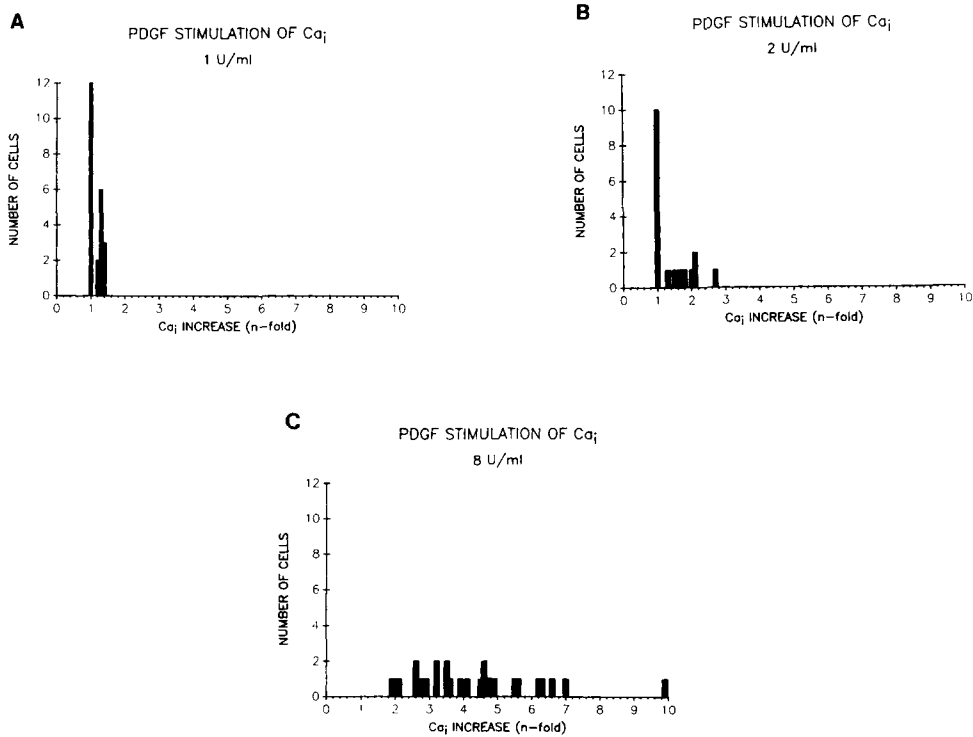 A
PDGF STIMULATION OF Cai
1 U/ml
NUMBER OF CELLS
12
10
8
6
4
2
0
0 1 2 3 4 5 6 7 8 9 10
Cai INCREASE (n-fold)
B
PDGF STIMULATION OF Cai
2 U/ml
NUMBER OF CELLS
12
10
8
6
4
2
0
0 1 2 3 4 5 6 7 8 9 10
Cai INCREASE (n-fold)
C
PDGF STIMULATION OF Cai
8 U/ml
NUMBER OF CELLS
12
10
8
6
4
2
0
0 1 2 3 4 5 6 7 8 9 10
Cai INCREASE (n-fold)